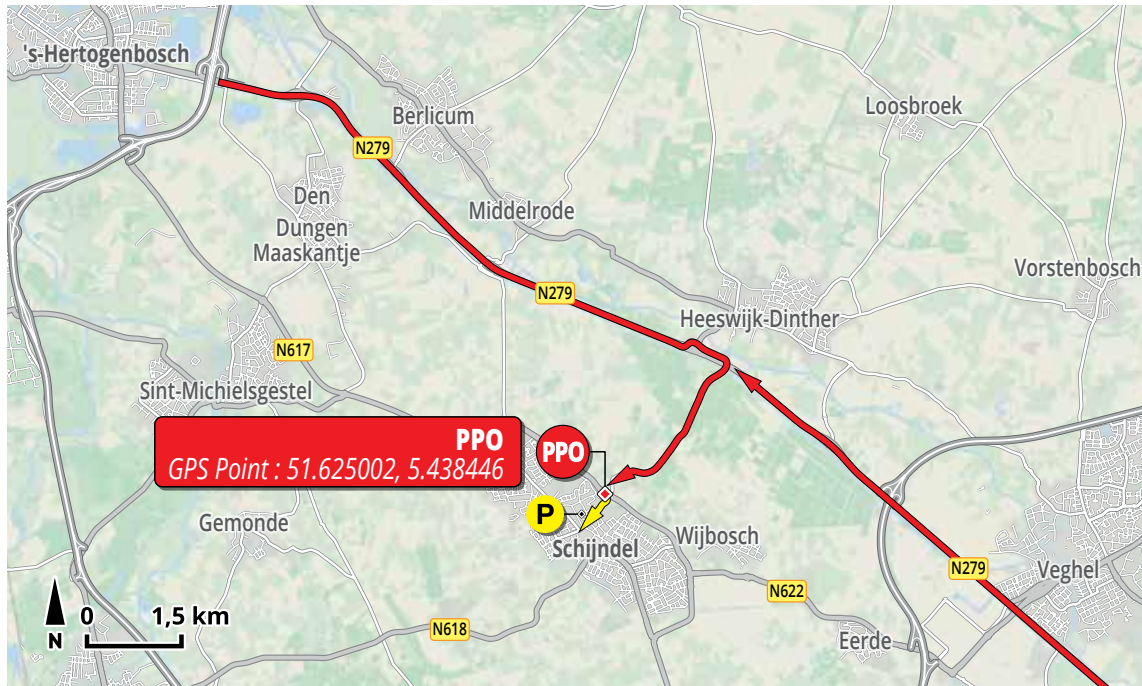 's-Hertogenbosch
Berlicum
Loosbroek
N279
Den
Dungen
Maaskantje
Middelrode
Vorstenbosch
N279
Heeswijk-Dinther
N617
Sint-Michielsgestel
PPO
GPS Point : 51.625002, 5.438446
PPO
P
Gemonde
Schijndel
Wijbosch
N279
Veghel
N622
N618
Eerde
0 1,5 km
N